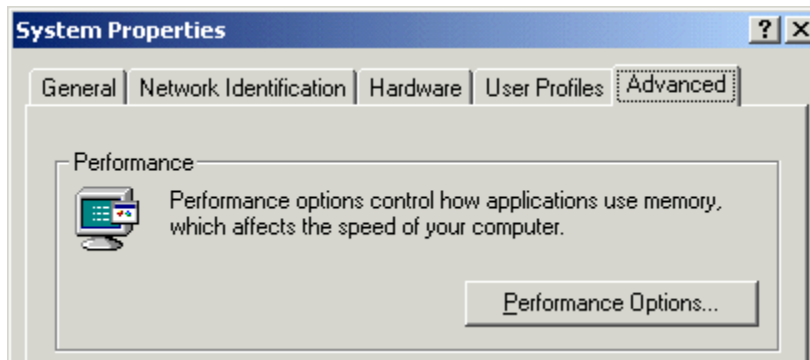 System Properties
General Network Identification Hardware User Profiles Advanced
Performance
Performance options control how applications use memory,
which affects the speed of your computer.
Performance Options...